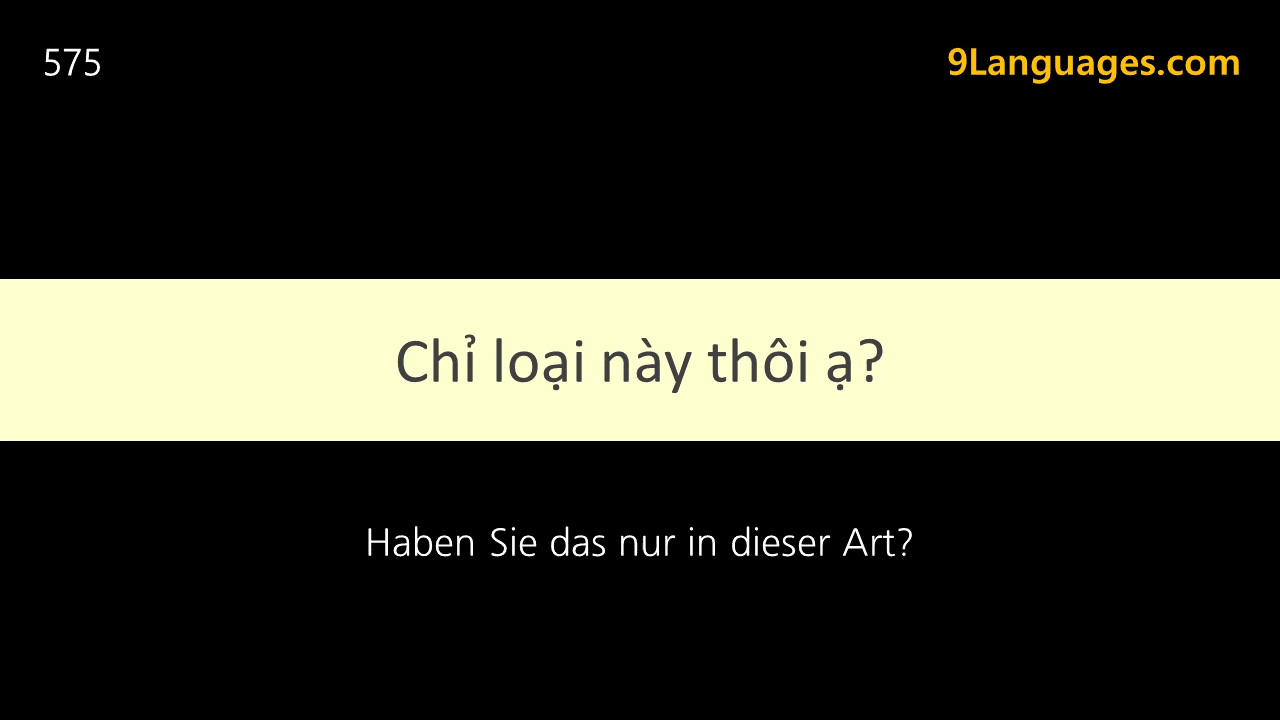 575
9Languages.com
Chỉ loại này thôi ạ?
Haben Sie das nur in dieser Art?